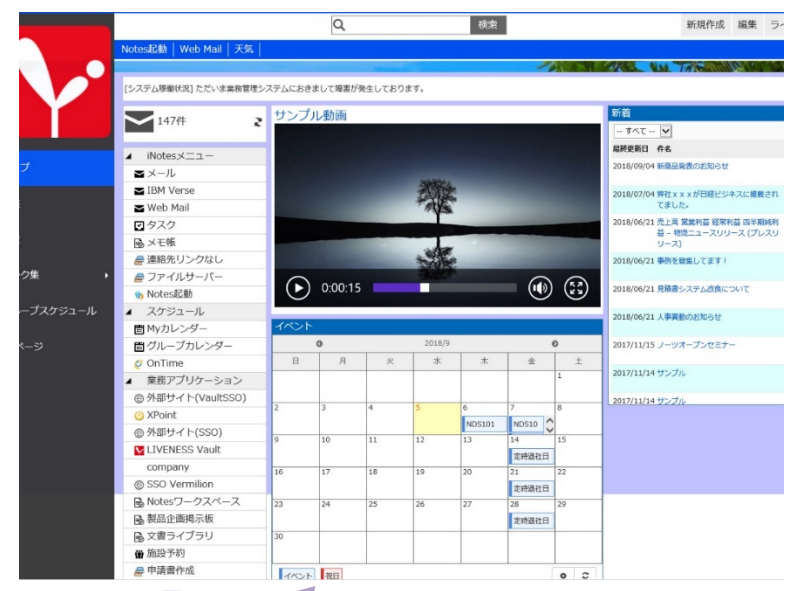 検索
新規作成 編集
Notes起動 | Web Mail | 天気 |
[システム稼働状況] ただいま業務管理システムにおきまして障害が発生しております。
147件
iNotesメニュー
メール
IBM Verse
Web Mail
タスク
メモ帳
連絡先リンクなし
ファイルサーバー
Notes起動
スケジュール
Myカレンダー
グループカレンダー
OnTime
業務アプリケーション
外部サイト(VaultSSO)
XPoint
外部サイト(SSO)
LIVENESS Vault
company
SSO Vermilion
Notesワークスペース
製品企画掲示板
文書ライブラリ
施設予約
申請書作成
サンプル動画
0:00:15
イベント
2018/9
日 月 火 水 木 金 土
1
2 3 4 5 6 7 8
NDS101 NDS10
9 10 11 12 13 14 15
定時退社日
16 17 18 19 20 21 22
定時退社日
23 24 25 26 27 28 29
定時退社日
30
イベント 祝日
新着
-- すべて --
最終更新日 件名
2018/09/04 新商品発表のお知らせ
2018/07/04 弊社ｘｘｘが日経ビジネスに掲載され
てました。
2018/06/21 売上高 営業利益 経常利益 四半期純利
益 – 物流ニュースリリース (プレスリ
リース)
2018/06/21 事例を募集してます！
2018/06/21 見積書システム改良について
2018/06/21 人事異動のお知らせ
2017/11/15 ノーツオープンセミナー
2017/11/14 サンプル
2017/11/14 サンプル
プ
ク集
ープスケジュール
ページ